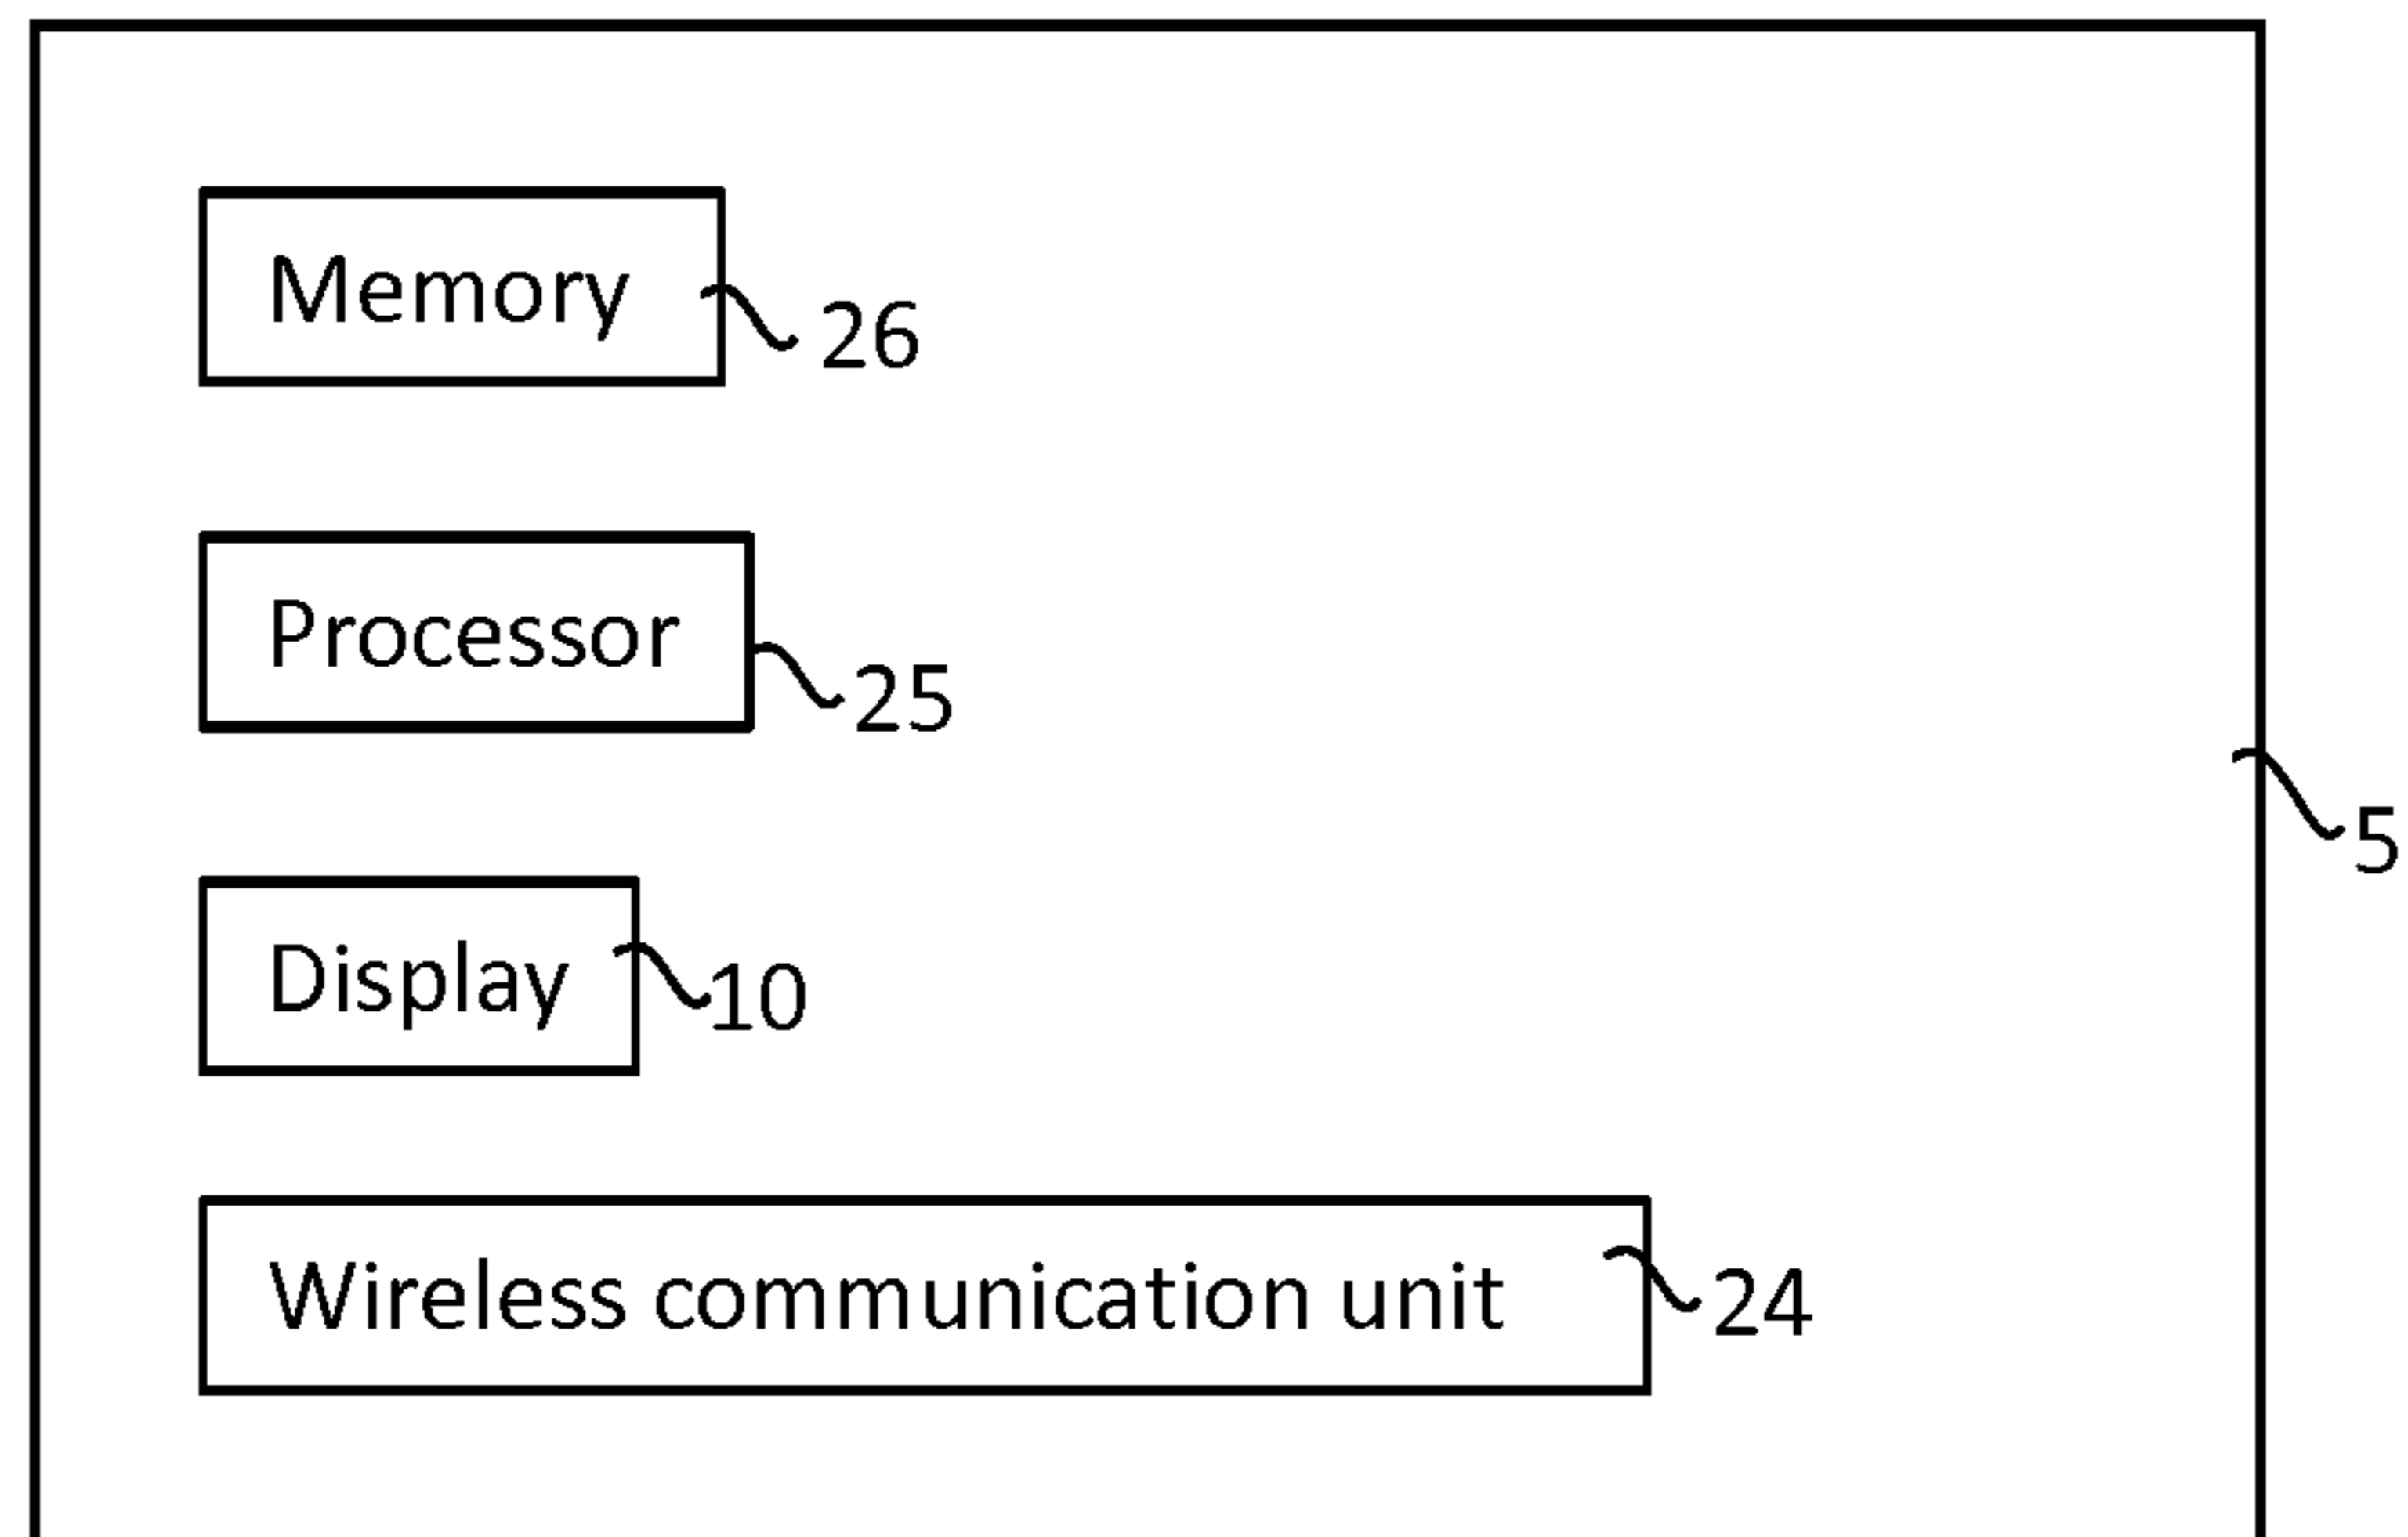 Memory
26
Processor
25
5
Display
10
Wireless communication unit
24